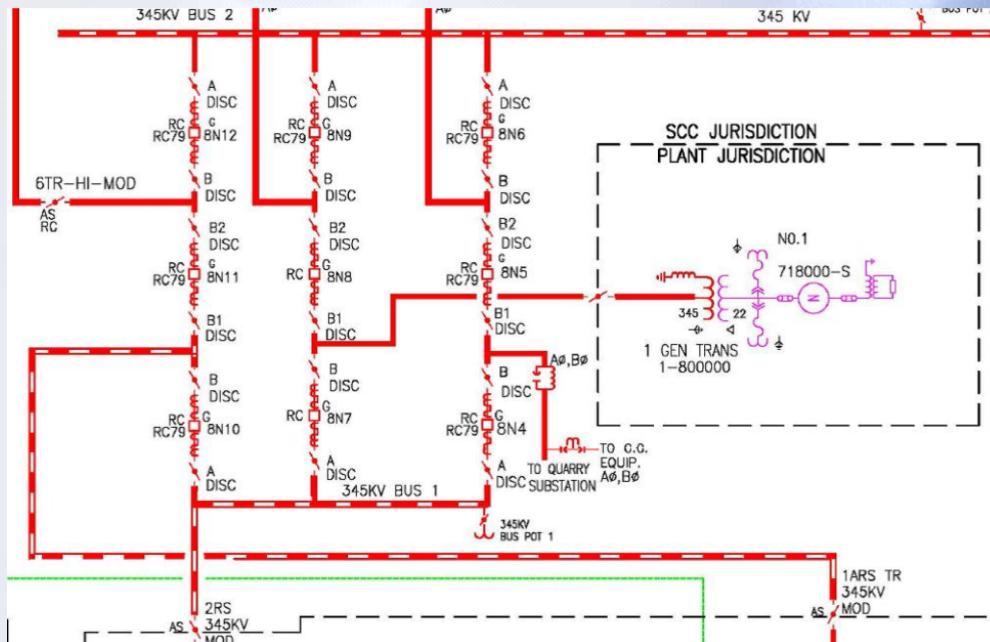 345KV BUS 2
AØ
AØ
345 KV
BUS POT
A
DISC
RC
RC79
G
8N12
B
DISC
A
DISC
RC
RC79
G
8N9
B
DISC
A
DISC
RC
RC79
G
8N6
B
DISC
6TR-HI-MOD
AS
RC
B2
DISC
RC
RC79
G
8N11
B1
DISC
B2
DISC
RC
G
8N8
B1
DISC
B2
DISC
RC
RC79
G
8N5
B1
DISC
SCC JURISDICTION
PLANT JURISDICTION
NO.1
718000-S
N
345
22
1 GEN TRANS
1-800000
B
DISC
RC
RC79
G
8N10
A
DISC
B
DISC
RC
G
8N7
A
DISC
AØ,BØ
B
DISC
RC
RC79
G
8N4
A
DISC
TO QUARRY
SUBSTATION
TO C.G.
EQUIP.
AØ,BØ
345KV BUS 1
345KV
BUS POT 1
2RS
345KV
MOD
AS
1ARS TR
345KV
MOD
AS